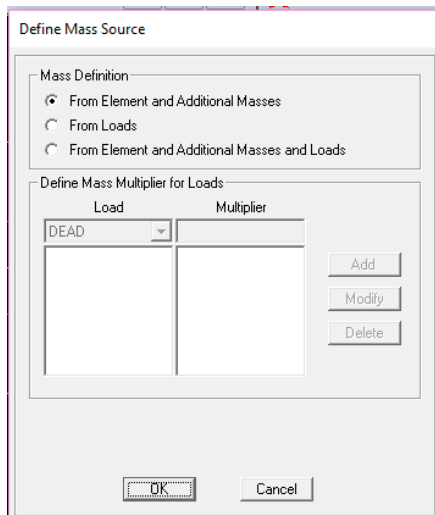 Define Mass Source
Mass Definition
From Element and Additional Masses
From Loads
From Element and Additional Masses and Loads
Define Mass Multiplier for Loads
Load Multiplier
DEAD
Add
Modify
Delete
OK Cancel